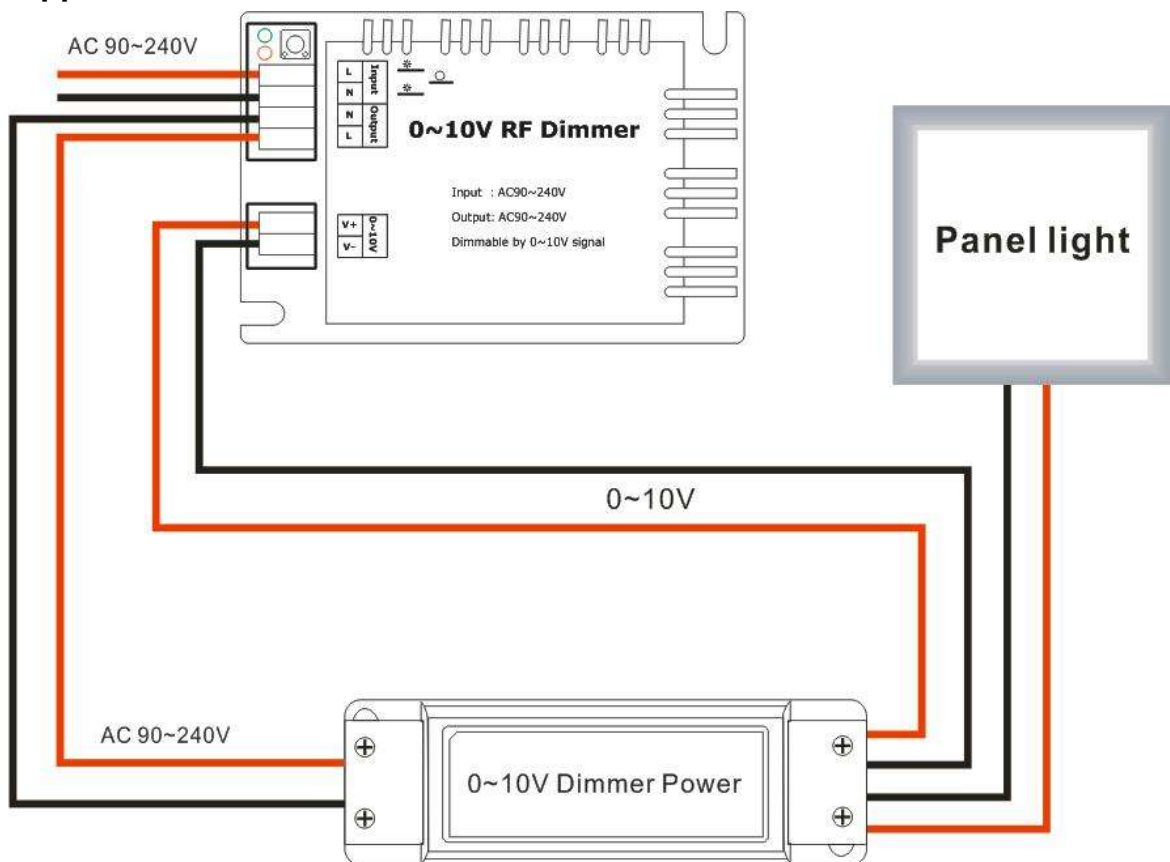 AC 90~240V
L
N
Input
N
L
Output
0~10V RF Dimmer
Input : AC90~240V
Output: AC90~240V
Dimmable by 0~10V signal
V+
V-
0~10V
Panel light
0~10V
AC 90~240V
0~10V Dimmer Power